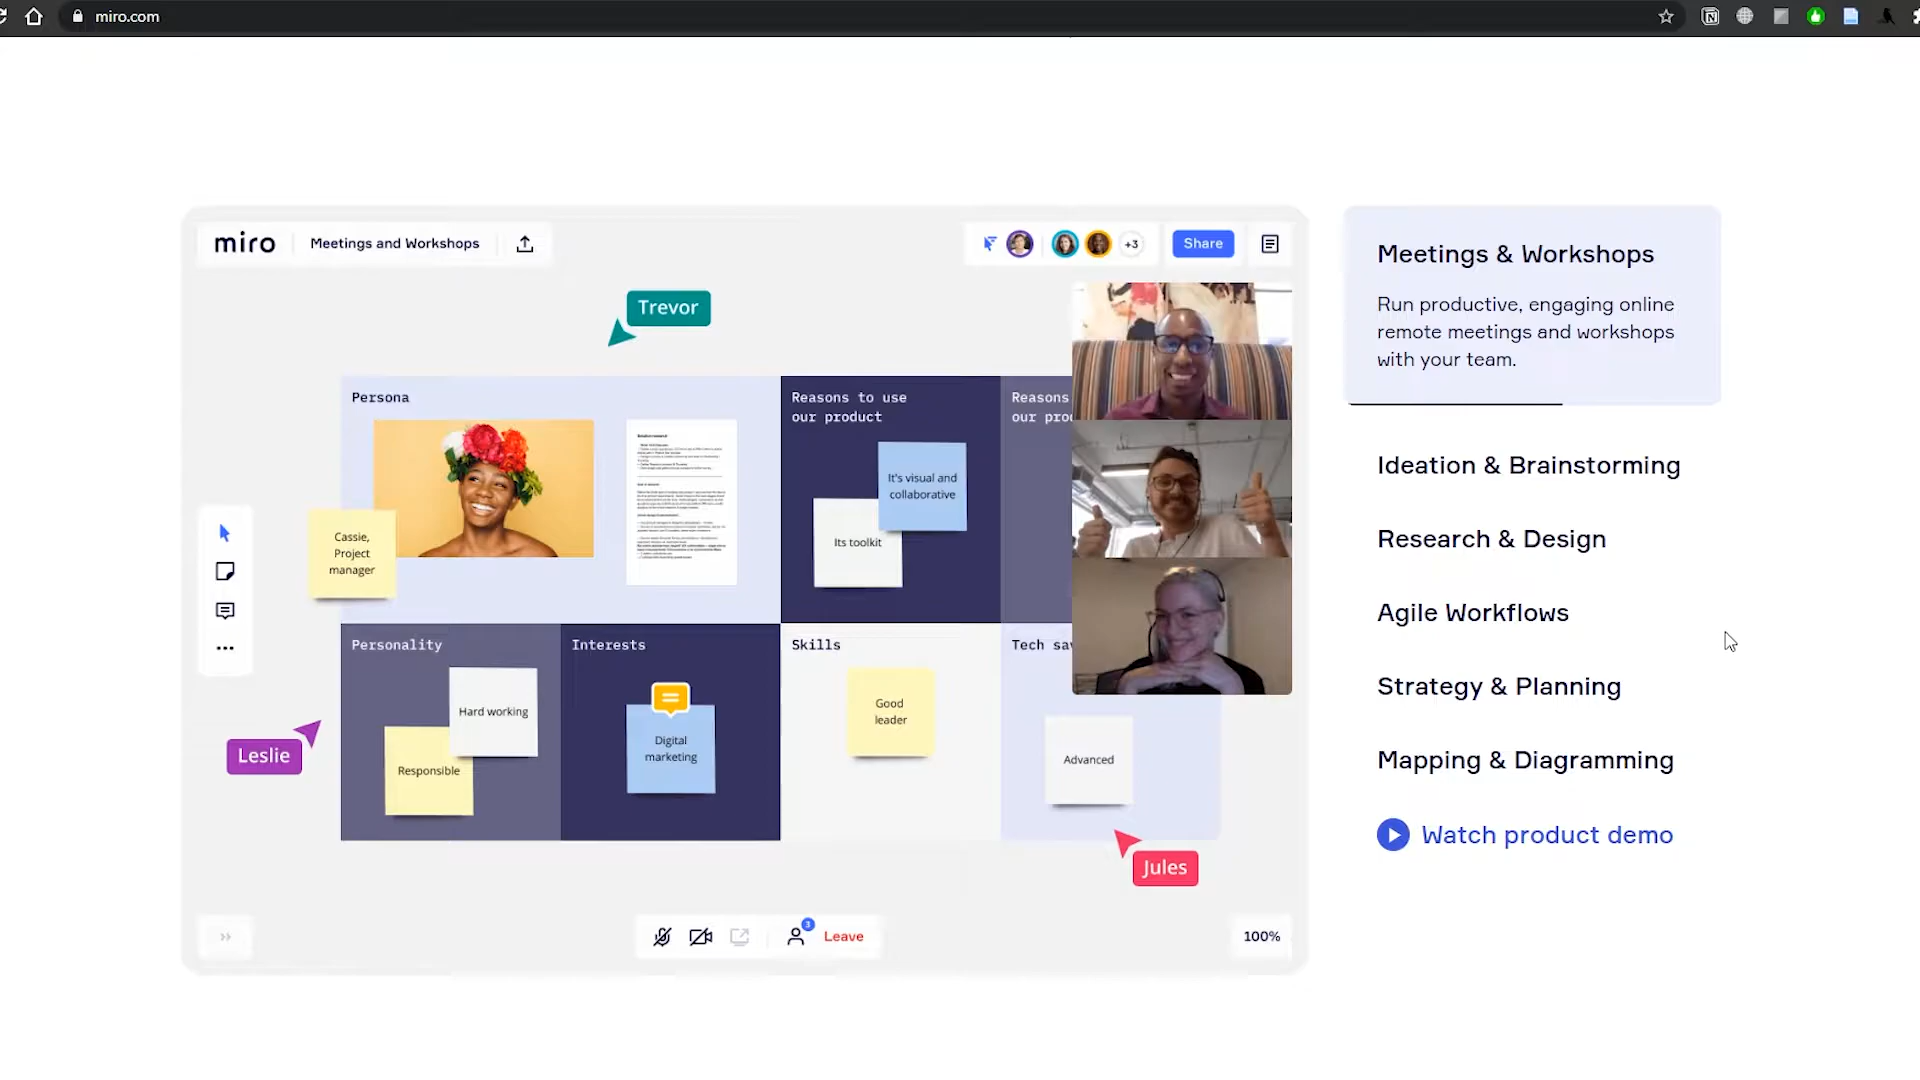 miro.com
miro
Meetings and Workshops
+3
Share
Trevor
Persona
Cassie,
Project
manager
Reasons to use
our product
It's visual and
collaborative
Its toolkit
Reasons
Personality
Hard working
Responsible
Interests
Digital
marketing
Skills
Good
leader
Tech
Advanced
Leslie
Jules
3
Leave
100%
Meetings & Workshops
Run productive, engaging online
remote meetings and workshops
with your team.
Ideation & Brainstorming
Research & Design
Agile Workflows
Strategy & Planning
Mapping & Diagramming
Watch product demo